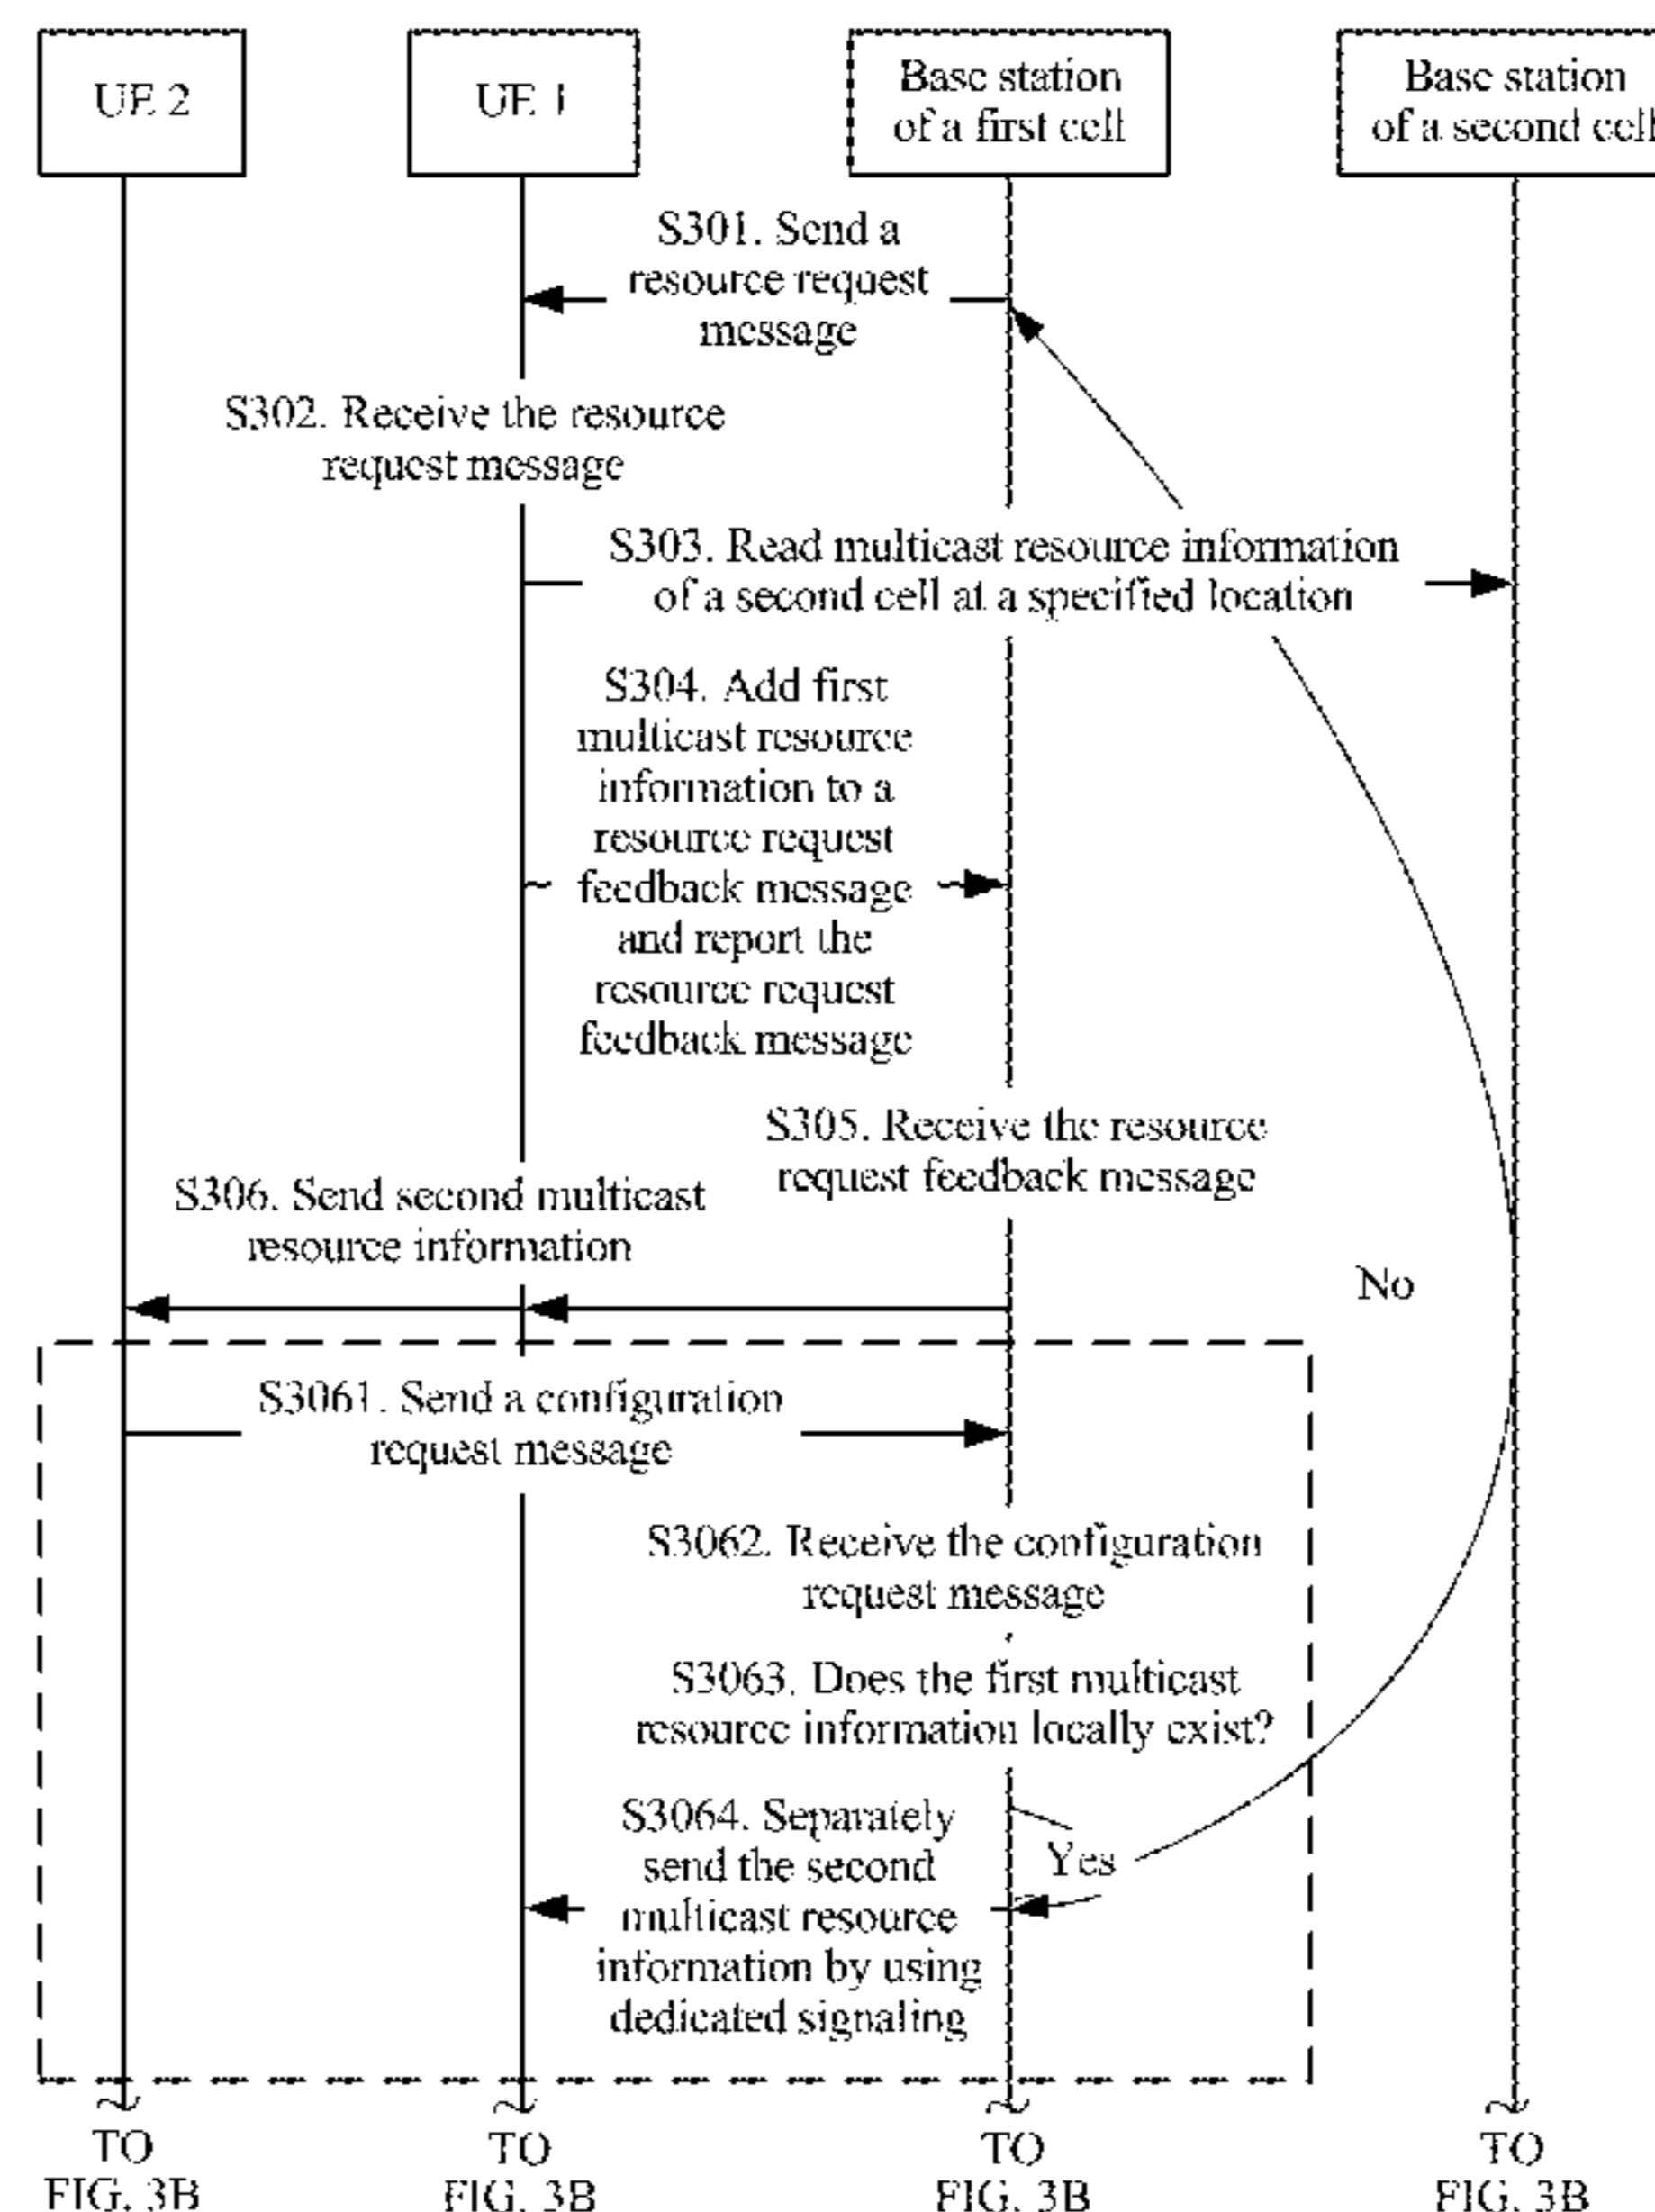 UE 2
UE 1
Base station
of a first cell
Base station
of a second cell
S301. Send a
resource request
message
S302. Receive the resource
request message
S303. Read multicast resource information
of a second cell at a specified location
S304. Add first
multicast resource
information to a
resource request
feedback message
and report the
resource request
feedback message
S305. Receive the resource
request feedback message
S306. Send second multicast
resource information
No
S3061. Send a configuration
request message
S3062. Receive the configuration
request message
S3063. Does the first multicast
resource information locally exist?
S3064. Separately
send the second
multicast resource
information by using
dedicated signaling
Yes
TO
FIG. 3B
TO
FIG. 3B
TO
FIG. 3B
TO
FIG. 3B